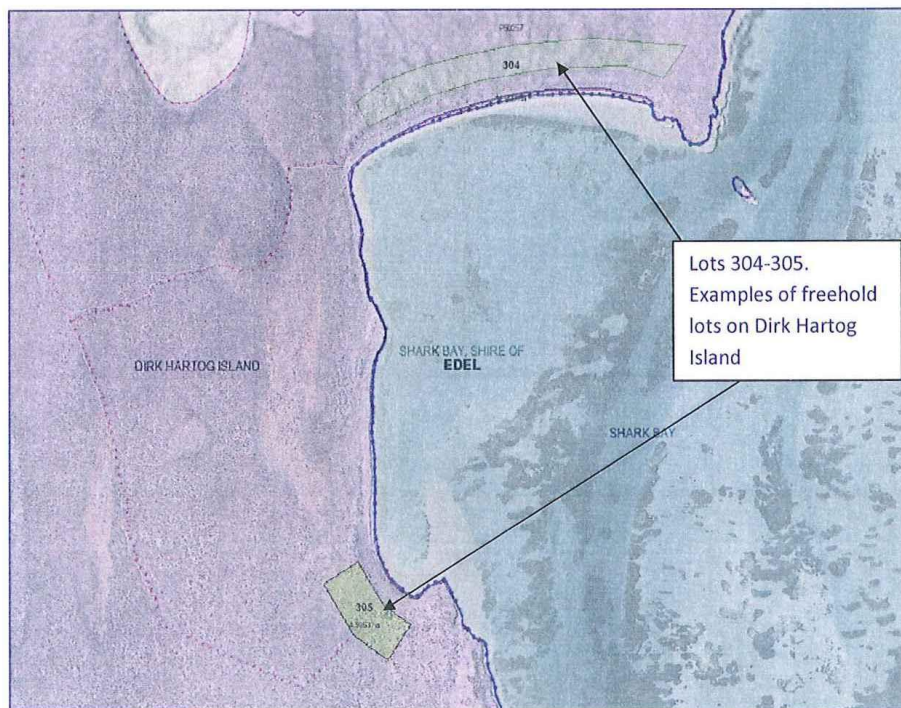 304
Lots 304-305.
Examples of freehold
lots on Dirk Hartog
Island
SHARK BAY, SHIRE OF
EDEL
DIRK HARTOG ISLAND
SHARK BAY
305